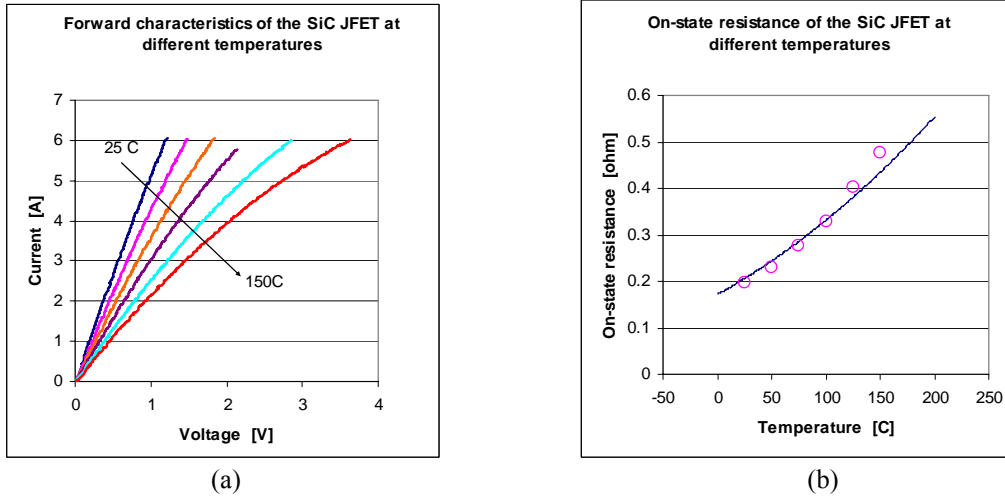 Forward characteristics of the SiC JFET at
different temperatures
7
6
5
4
3
2
1
0
25 C
150C
0 1 2 3 4
Current [A]
Voltage [V]
(a)
On-state resistance of the SiC JFET at
different temperatures
0.6
0.5
0.4
0.3
0.2
0.1
0
-50 0 50 100 150 200 250
On-state resistance [ohm]
Temperature [C]
(b)